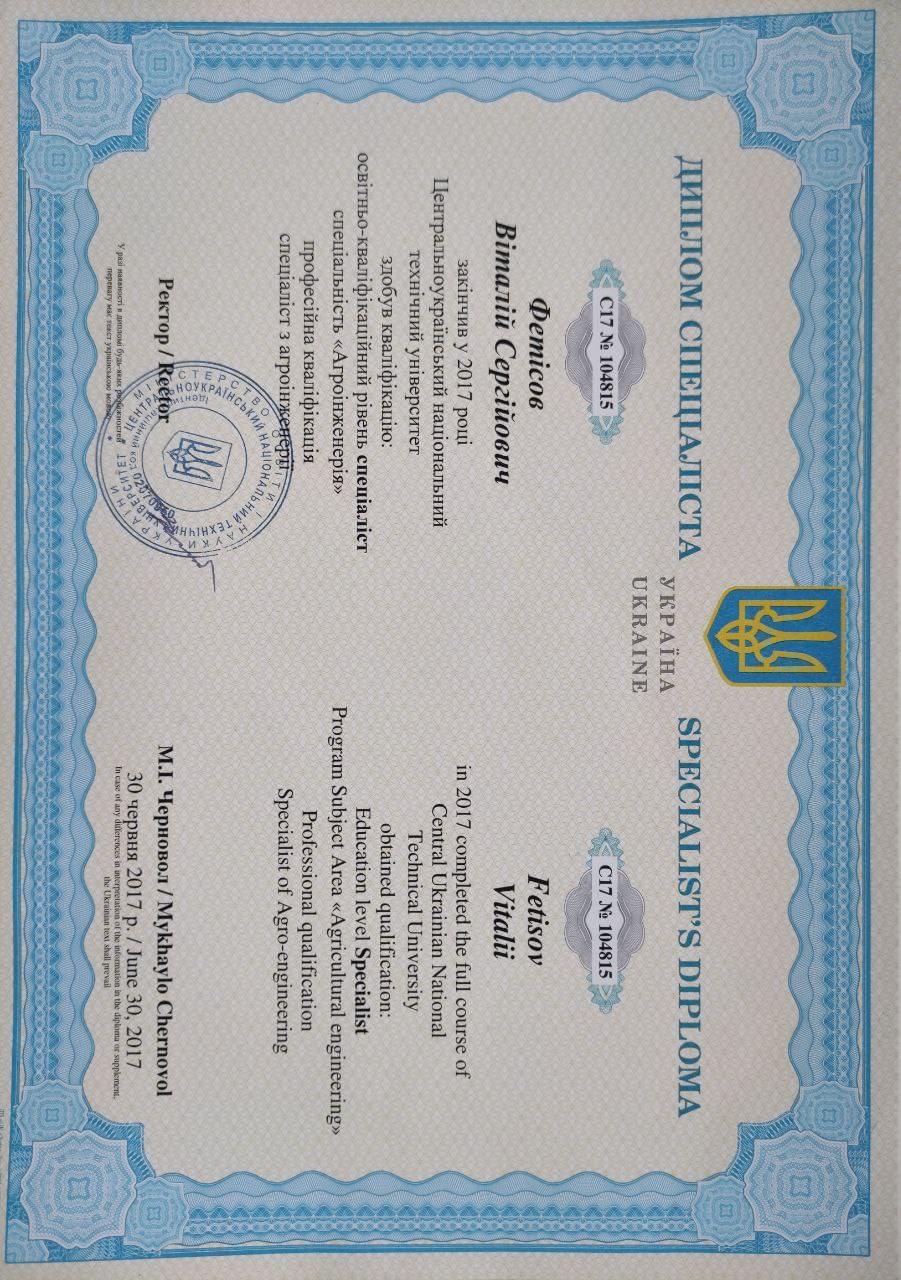 ДИПЛОМ СПЕЦІАЛІСТА
SPECIALIST'S DIPLOMA
УКРАЇНА
UKRAINE
С17 № 104815
Фетісов
Віталій Сергійович
закінчив у 2017 році
Центральноукраїнський національний
технічний університет
здобув кваліфікацію:
освітньо-кваліфікаційний рівень спеціаліст
спеціальність «Агроінженерія»
професійна кваліфікація
спеціаліст з агроінженерії
Ректор / Rector
У разі наявності в дипломі будь-яких розбіжностей
перевагу має текст українською мовою
С17 № 104815
Fetisov
Vitalii
in 2017 completed the full course of
Central Ukrainian National
Technical University
obtained qualification:
Education level Specialist
Program Subject Area «Agricultural engineering»
Professional qualification
Specialist of Agro-engineering
М.І. Черновол / Mykhaylo Chernovol
30 червня 2017 р. / June 30, 2017
In case of any differences in interpretation of the information in the diploma or supplement,
the Ukrainian text shall prevail
МІНІСТЕРСТВО ОСВІТИ І НАУКИ УКРАЇНИ
ЦЕНТРАЛЬНОУКРАЇНСЬКИЙ НАЦІОНАЛЬНИЙ ТЕХНІЧНИЙ УНІВЕРСИТЕТ
Ідентифікаційний код